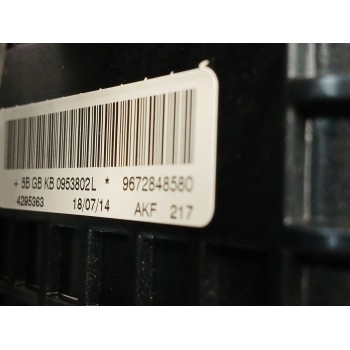 + 5B GB KB 0953802L * 9672848580
4295363 18/07/14 AKF 217